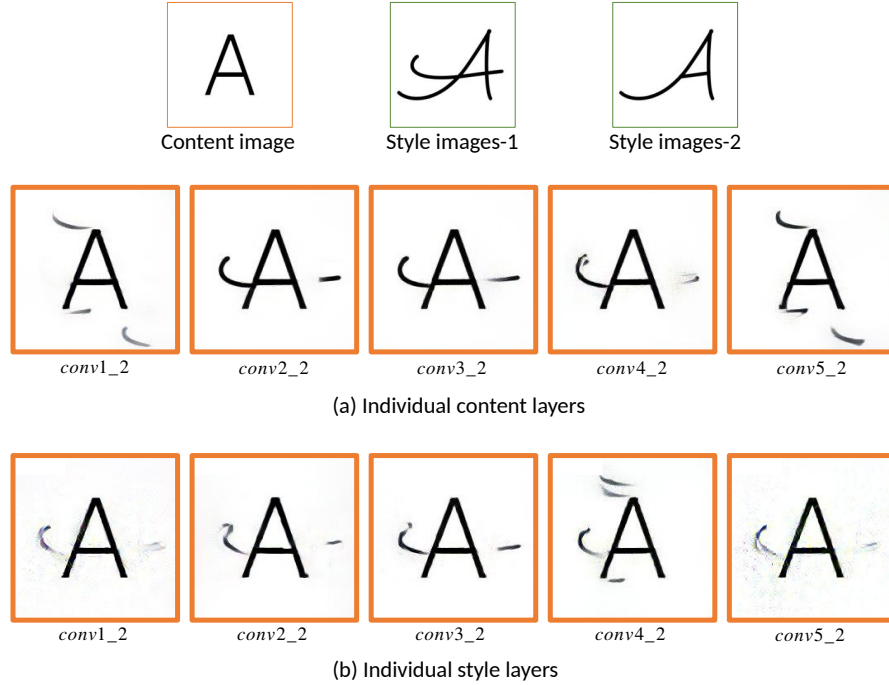 Content image Style images-1 Style images-2
conv1_2 conv2_2 conv3_2 conv4_2 conv5_2
(a) Individual content layers
conv1_2 conv2_2 conv3_2 conv4_2 conv5_2
(b) Individual style layers